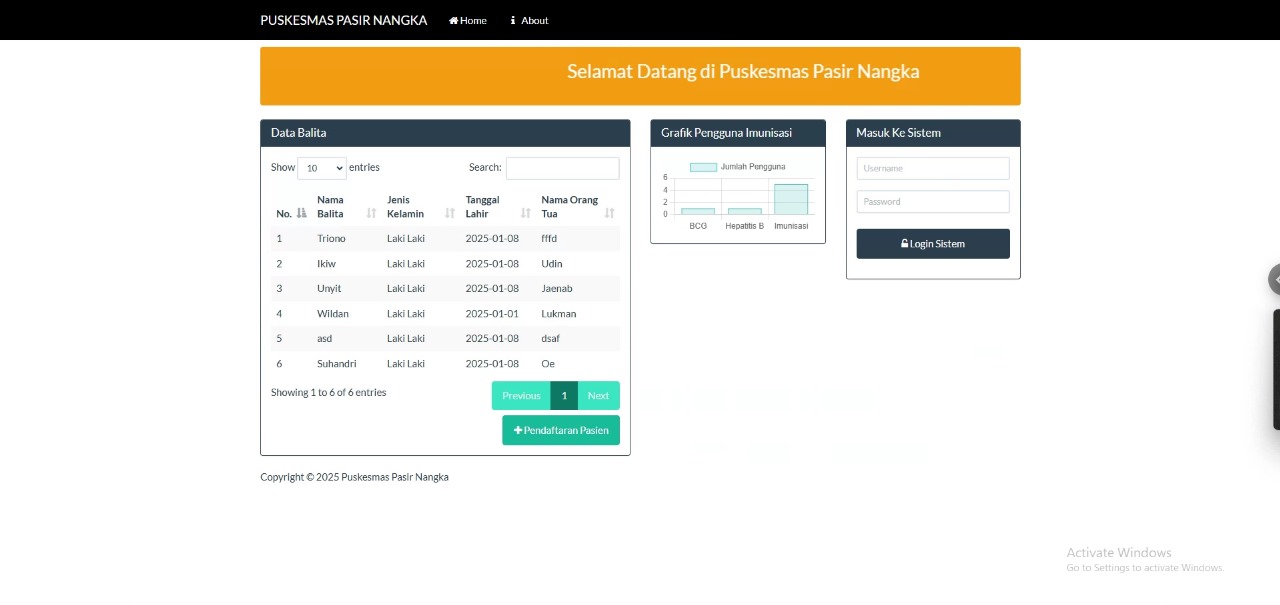 PUSKESMAS PASIR NANGKA Home About
Selamat Datang di Puskesmas Pasir Nangka
Data Balita
Show 10 entries Search:
No. Nama Balita Jenis Kelamin Tanggal Lahir Nama Orang Tua
1 Triono Laki Laki 2025-01-08 fffd
2 Ikiw Laki Laki 2025-01-08 Udin
3 Unyit Laki Laki 2025-01-08 Jaenab
4 Wildan Laki Laki 2025-01-01 Lukman
5 asd Laki Laki 2025-01-08 dsaf
6 Suhandri Laki Laki 2025-01-08 Oe
Showing 1 to 6 of 6 entries Previous 1 Next
Pendaftaran Pasien
Grafik Pengguna Imunisasi
Jumlah Pengguna
6
4
2
0
BCG Hepatitis B Imunisasi
Masuk Ke Sistem
Username
Password
Login Sistem
Copyright © 2025 Puskesmas Pasir Nangka
Activate Windows
Go to Settings to activate Windows.